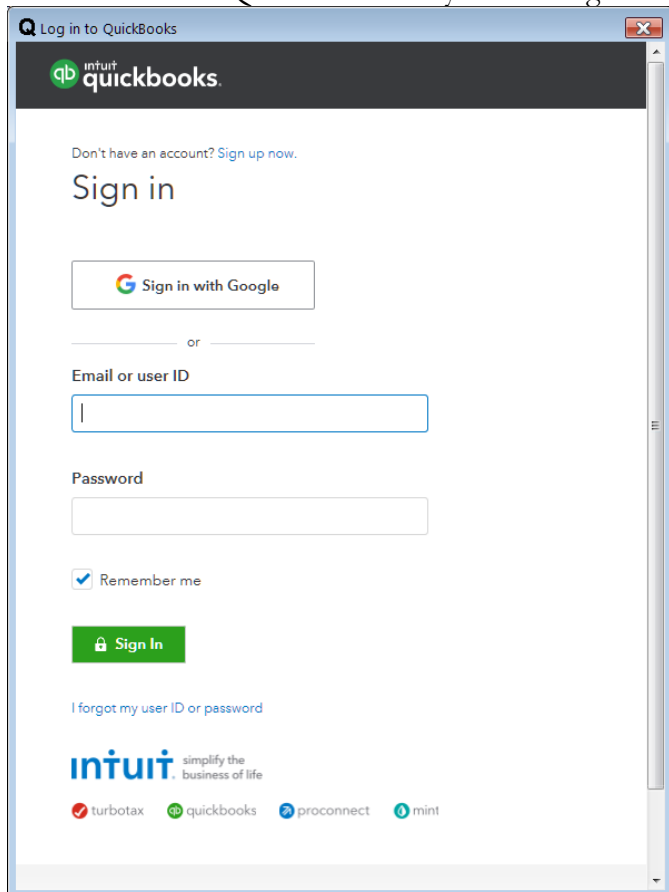 Log in to QuickBooks
intuit
quickbooks.
Don't have an account? Sign up now.
Sign in
Sign in with Google
or
Email or user ID
Password
Remember me
Sign In
I forgot my user ID or password
intuit. simplify the
business of life
turbotax quickbooks proconnect mint